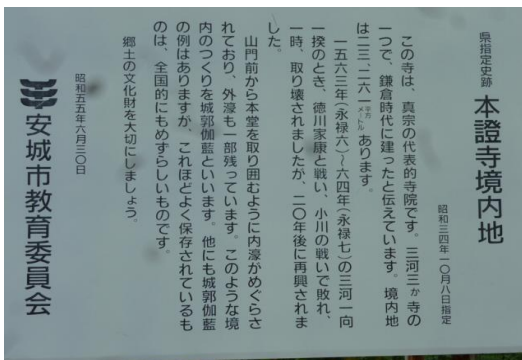 県指定史跡 本證寺境内地
昭和三四年一〇月八日指定
この寺は、真宗の代表的寺院です。三河三か寺の
一つで、鎌倉時代に建ったと伝えています。境内地
は二三、二六一平方メートルあります。
一五六三年(永禄六)〜六四年(永禄七)の三河一向
一揆のとき、徳川家康と戦い、小川の戦いで敗れ、
一時、取り壊されましたが、二〇年後に再興されま
した。
山門前から本堂を取り囲むように内濠がめぐらさ
れており、外濠も一部残っています。このような境
内のつくりを城郭伽藍といいます。他にも城郭伽藍
の例はありますが、これほどよく保存されているも
のは、全国的にもめずらしいものです。
郷土の文化財を大切にしましょう。
昭和五五年六月三〇日
安城市教育委員会